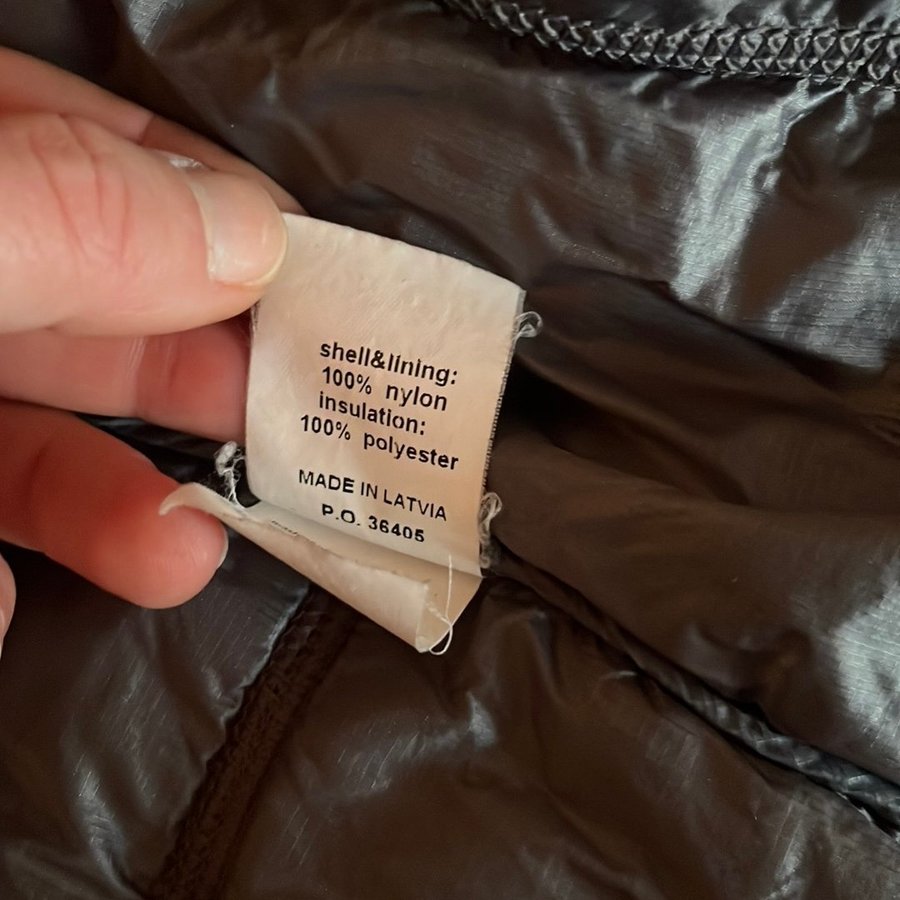 shell&lining:
100% nylon
insulation:
100% polyester
MADE IN LATVIA
P.O. 36405